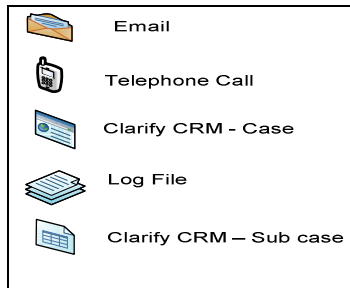 Email
Telephone Call
Clarify CRM - Case
Log File
Clarify CRM – Sub case